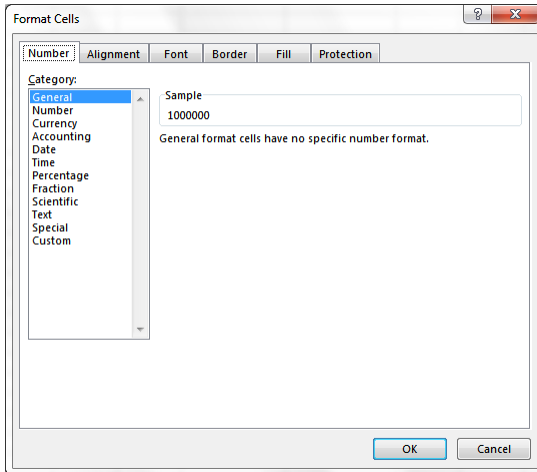 Format Cells
?
Number Alignment Font Border Fill Protection
Category:
General
Number
Currency
Accounting
Date
Time
Percentage
Fraction
Scientific
Text
Special
Custom
Sample
1000000
General format cells have no specific number format.
OK Cancel